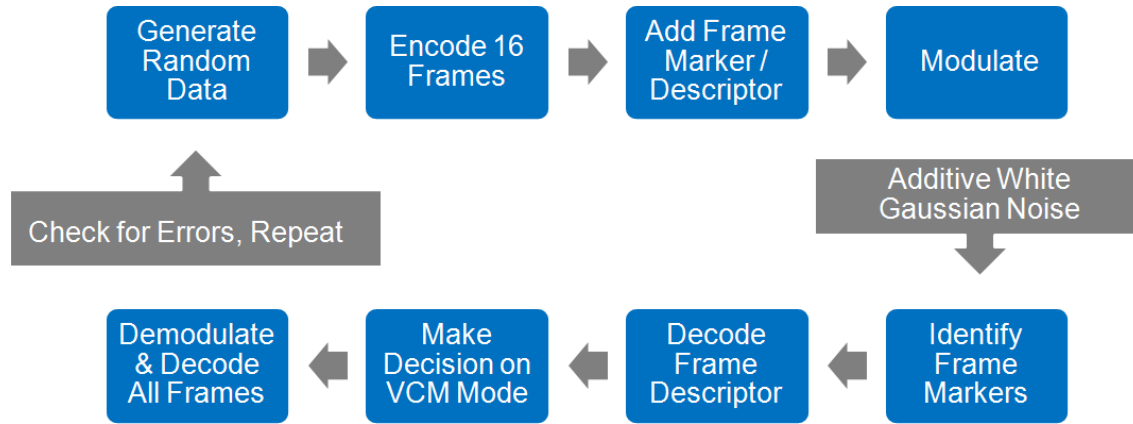 Generate
Random
Data
Encode 16
Frames
Add Frame
Marker /
Descriptor
Modulate
Additive White
Gaussian Noise
Identify
Frame
Markers
Decode
Frame
Descriptor
Make
Decision on
VCM Mode
Demodulate
& Decode
All Frames
Check for Errors, Repeat